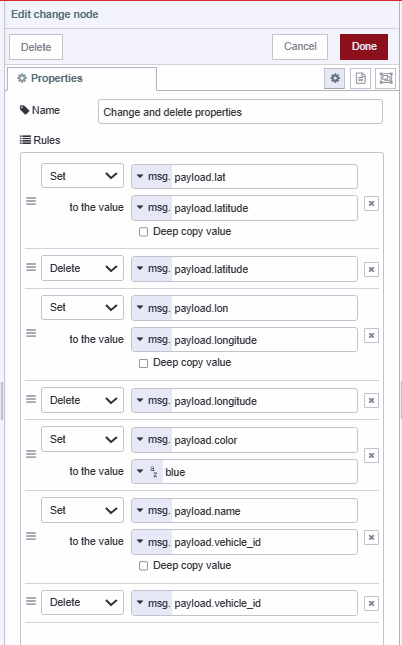 Edit change node
Delete Cancel Done
Properties
Name Change and delete properties
Rules
Set msg. payload.lat
to the value msg. payload.latitude
Deep copy value
Delete msg. payload.latitude
Set msg. payload.lon
to the value msg. payload.longitude
Deep copy value
Delete msg. payload.longitude
Set msg. payload.color
to the value az blue
Set msg. payload.name
to the value msg. payload.vehicle_id
Deep copy value
Delete msg. payload.vehicle_id